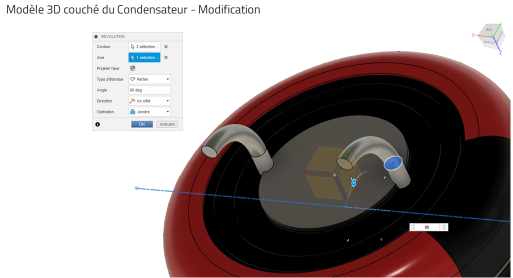 Modèle 3D couché du Condensateur - Modification
RÉVOLUTION
Contour 2 sélection...
Axe 1 sélection...
Projeter l'axe
Type d'étendue Partiel
Angle 90 deg
Direction Un côté
Opération Joindre
OK Annuler
90
X
Z